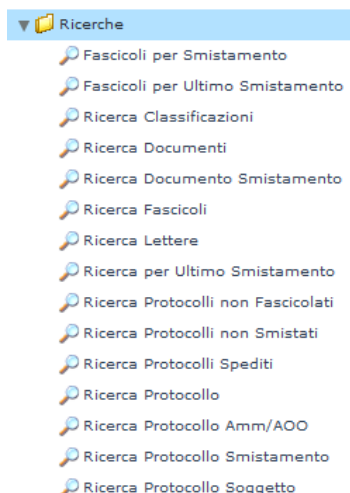 Ricerche
Fascicoli per Smistamento
Fascicoli per Ultimo Smistamento
Ricerca Classificazioni
Ricerca Documenti
Ricerca Documento Smistamento
Ricerca Fascicoli
Ricerca Lettere
Ricerca per Ultimo Smistamento
Ricerca Protocolli non Fascicolati
Ricerca Protocolli non Smistati
Ricerca Protocolli Spediti
Ricerca Protocollo
Ricerca Protocollo Amm/AOO
Ricerca Protocollo Smistamento
Ricerca Protocollo Soggetto